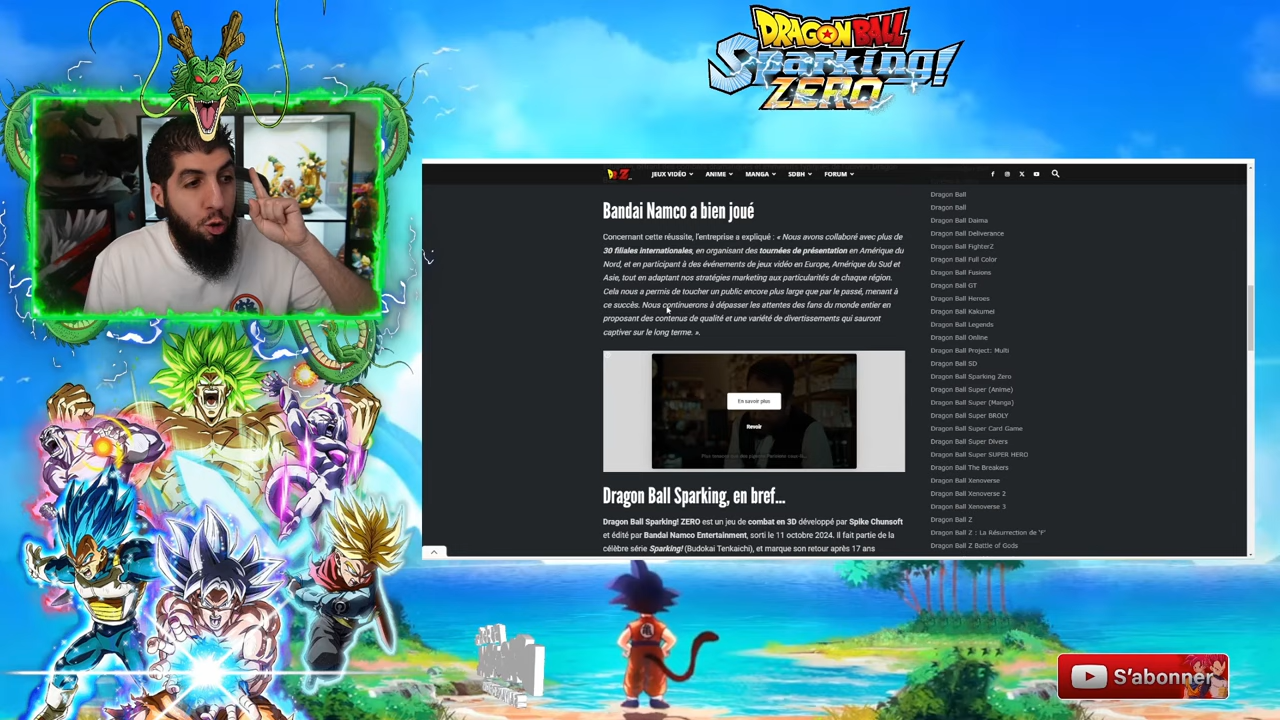 DRAGONBALL
Sparking!
ZERO
JEUX VIDÉO
ANIME
MANGA
SDBH
FORUM
Bandai Namco a bien joué
Concernant cette réussite, l'entreprise a expliqué : « Nous avons collaboré avec plus de
30 filiales internationales, en organisant des tournées de présentation en Amérique du
Nord, et en participant à des événements de jeux vidéo en Europe, Amérique du Sud et
Asie, tout en adaptant nos stratégies marketing aux particularités de chaque région.
Cela nous a permis de toucher un public encore plus large que par le passé, menant à
ce succès. Nous continuerons à dépasser les attentes des fans du monde entier en
proposant des contenus de qualité et une variété de divertissements qui sauront
captiver sur le long terme. ».
En savoir plus
Revoir
Dragon Ball Sparking, en bref...
Dragon Ball Sparking! ZERO est un jeu de combat en 3D développé par Spike Chunsoft
et édité par Bandai Namco Entertainment, sorti le 11 octobre 2024. Il fait partie de la
célèbre série Sparking! (Budokai Tenkaichi), et marque son retour après 17 ans
Dragon Ball
Dragon Ball
Dragon Ball Daima
Dragon Ball Deliverance
Dragon Ball FighterZ
Dragon Ball Full Color
Dragon Ball Fusions
Dragon Ball GT
Dragon Ball Heroes
Dragon Ball Kakumei
Dragon Ball Legends
Dragon Ball Online
Dragon Ball Project: Multi
Dragon Ball SD
Dragon Ball Sparking Zero
Dragon Ball Super (Anime)
Dragon Ball Super (Manga)
Dragon Ball Super BROLY
Dragon Ball Super Card Game
Dragon Ball Super Divers
Dragon Ball Super SUPER HERO
Dragon Ball The Breakers
Dragon Ball Xenoverse
Dragon Ball Xenoverse 2
Dragon Ball Xenoverse 3
Dragon Ball Z
Dragon Ball Z : La Résurrection de 'F'
Dragon Ball Z Battle of Gods
S'abonner